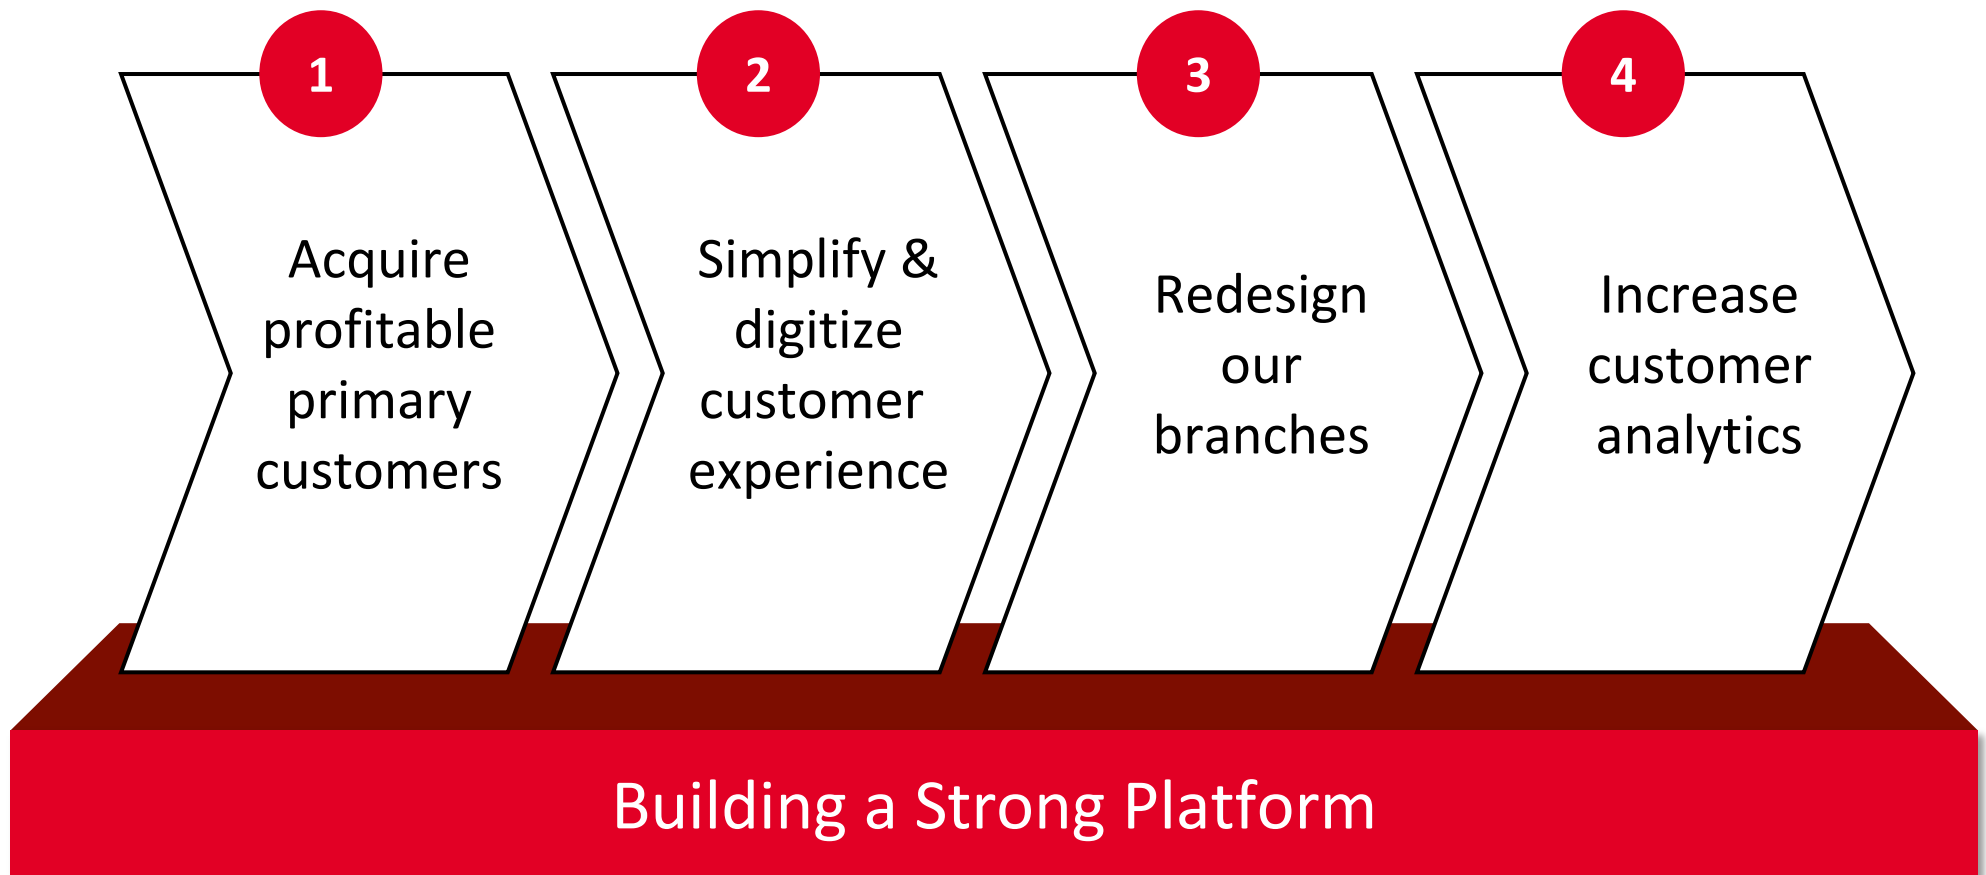 1
Acquire
profitable
primary
customers
2
Simplify &
digitize
customer
experience
3
Redesign
our
branches
4
Increase
customer
analytics
Building a Strong Platform